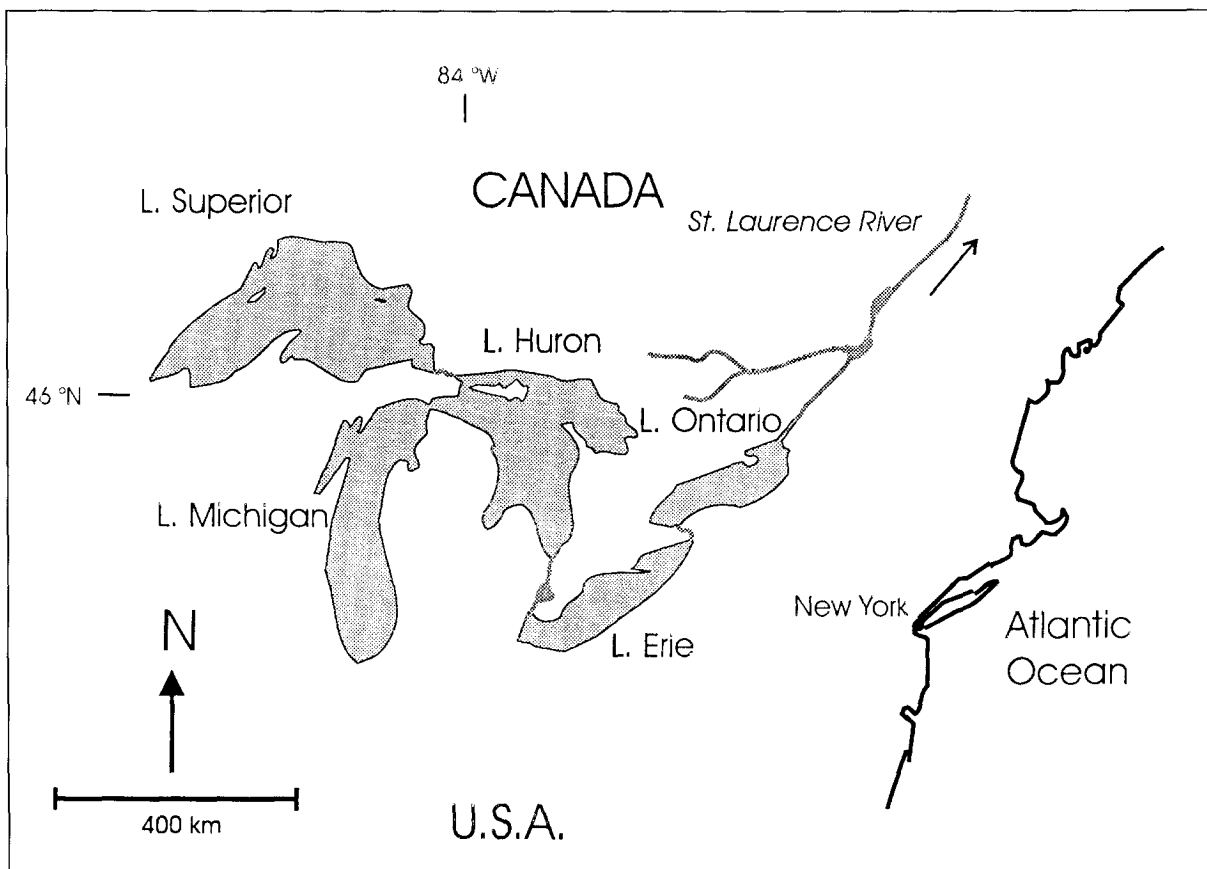 84 °W
CANADA
L. Superior
St. Laurence River
L. Huron
46 °N
L. Ontario
L. Michigan
New York
N
L. Erie
Atlantic
Ocean
400 km
U.S.A.